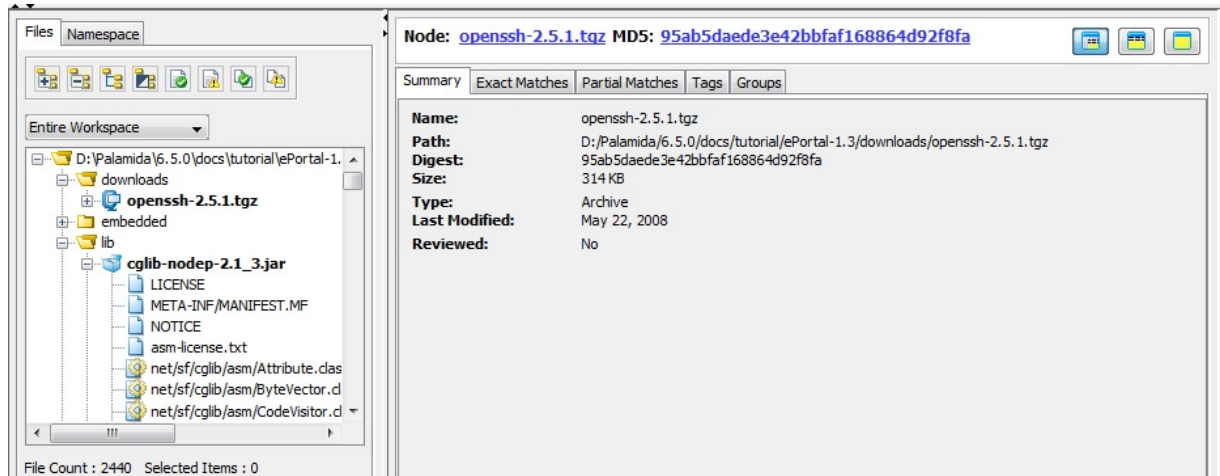 Files Namespace
Entire Workspace
D:\Palamida\6.5.0\docs\tutorial\ePortal-1.
downloads
openssh-2.5.1.tgz
embedded
lib
cglib-nodep-2.1_3.jar
LICENSE
META-INF/MANIFEST.MF
NOTICE
asm-license.txt
net/sf/cglib/asm/Attribute.clas
net/sf/cglib/asm/ByteVector.cl
net/sf/cglib/asm/CodeVisitor.cl
File Count : 2440 Selected Items : 0
Node: openssh-2.5.1.tgz MD5: 95ab5daede3e42bbfaf168864d92f8fa
Summary Exact Matches Partial Matches Tags Groups
Name: openssh-2.5.1.tgz
Path: D:/Palamida/6.5.0/docs/tutorial/ePortal-1.3/downloads/openssh-2.5.1.tgz
Digest: 95ab5daede3e42bbfaf168864d92f8fa
Size: 314 KB
Type: Archive
Last Modified: May 22, 2008
Reviewed: No